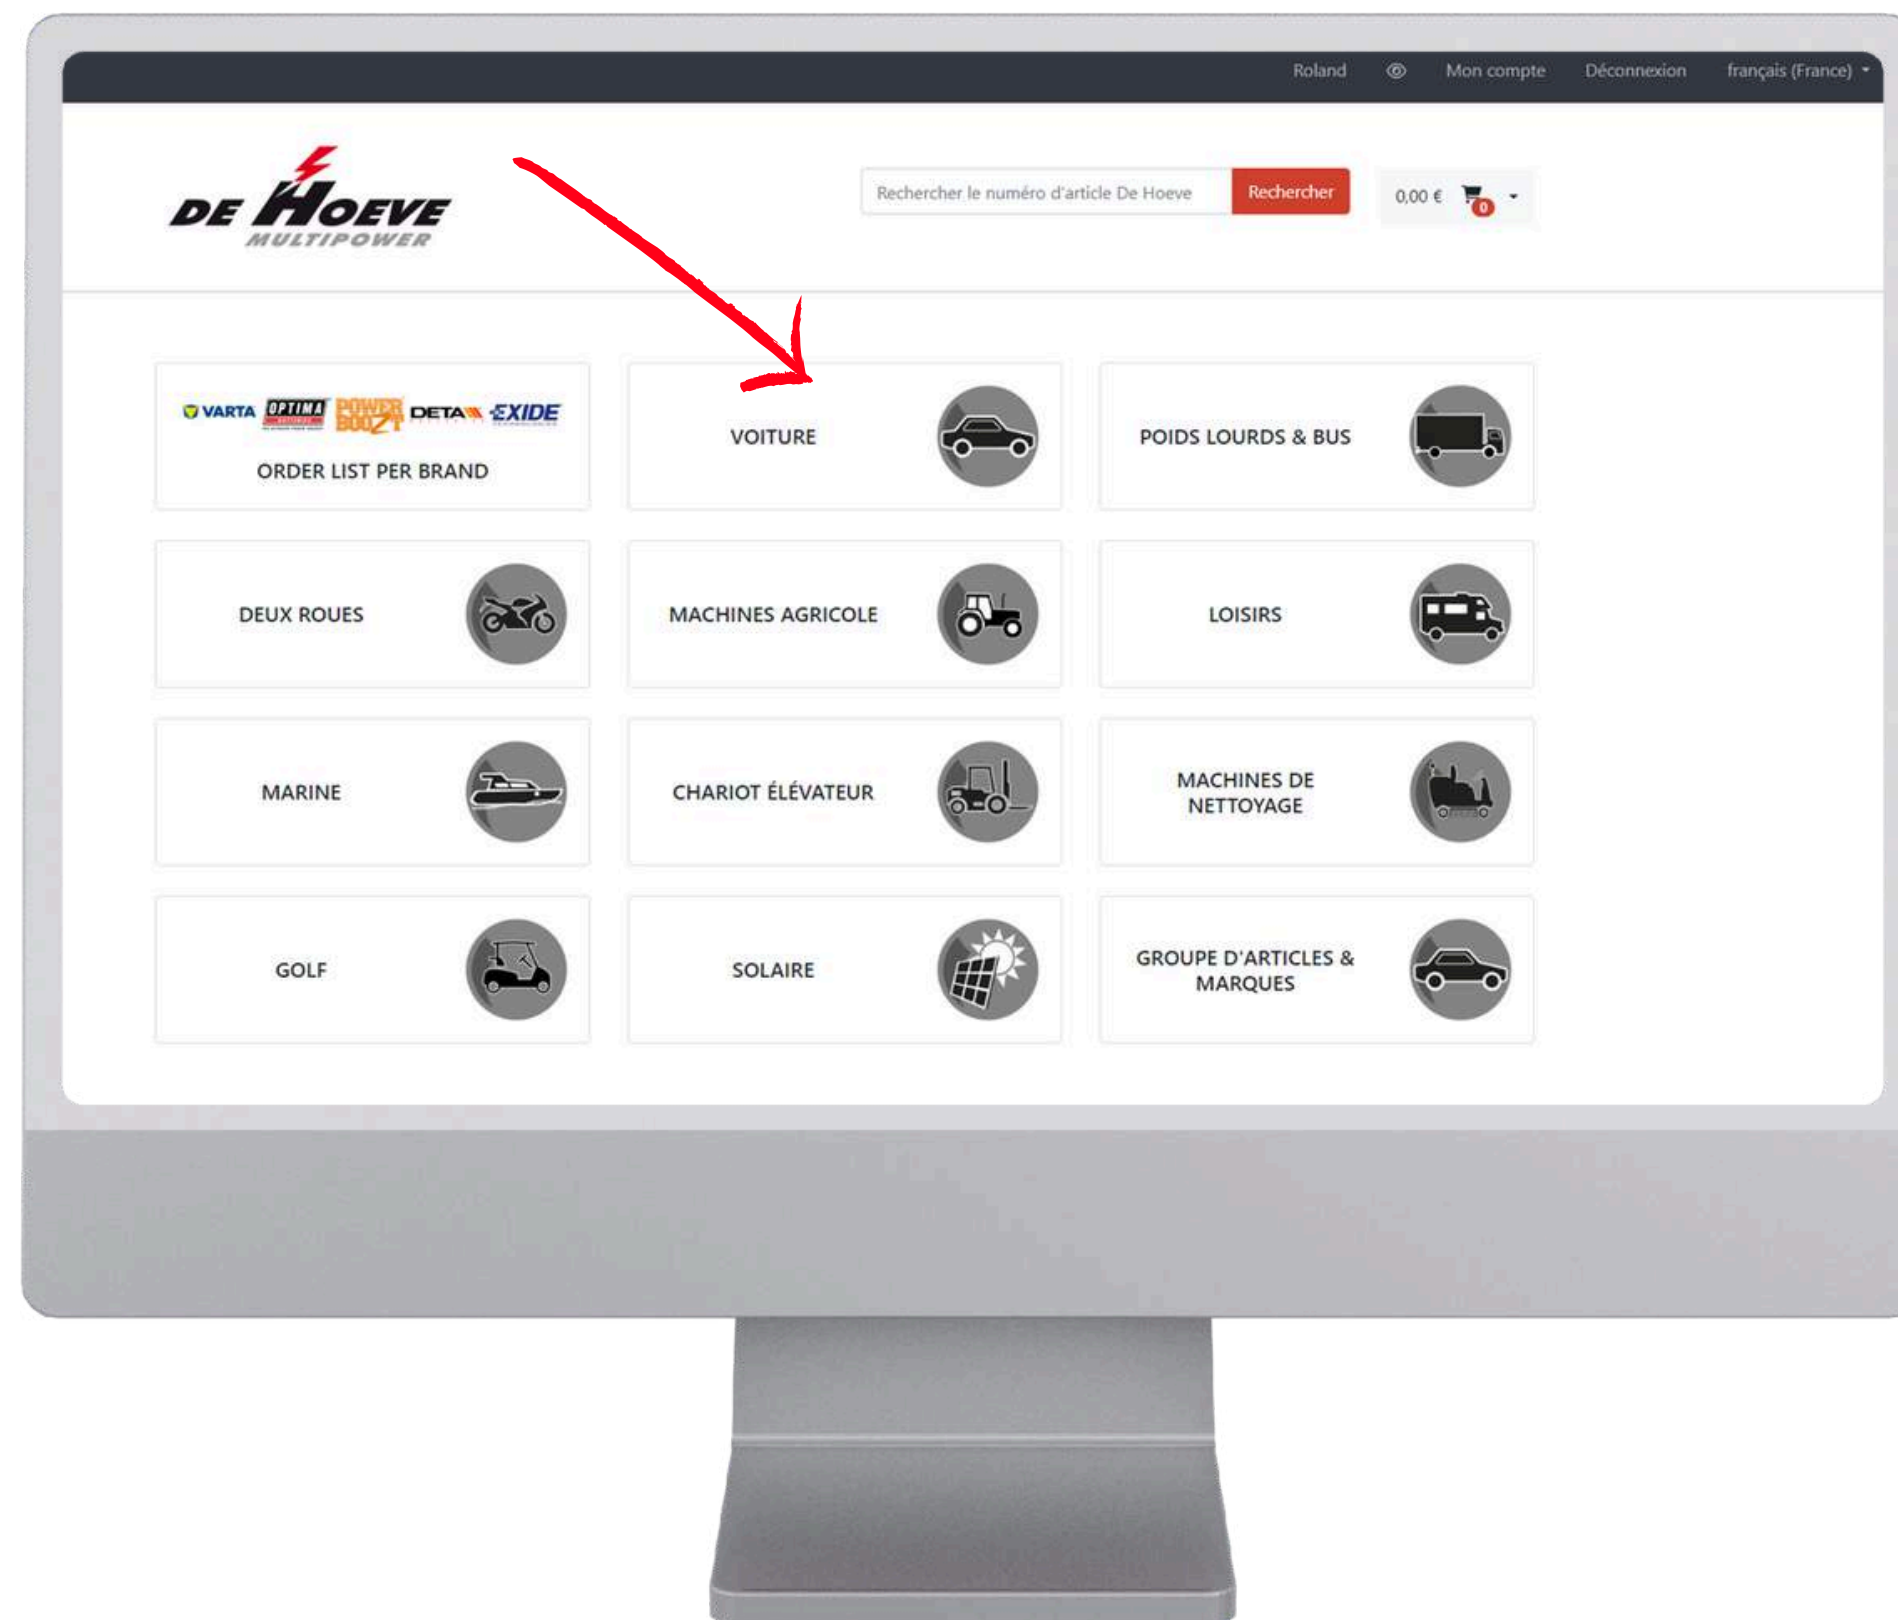 Roland Mon compte Déconnexion français (France)
DE HOEVE
MULTIPOWER
Rechercher le numéro d'article De Hoeve Rechercher 0,00 € 0
VARTA OPTIMA POWER BOOZT DETA EXIDE
ORDER LIST PER BRAND
VOITURE
POIDS LOURDS & BUS
DEUX ROUES
MACHINES AGRICOLE
LOISIRS
MARINE
CHARIOT ÉLÉVATEUR
MACHINES DE
NETTOYAGE
GOLF
SOLAIRE
GROUPE D'ARTICLES &
MARQUES